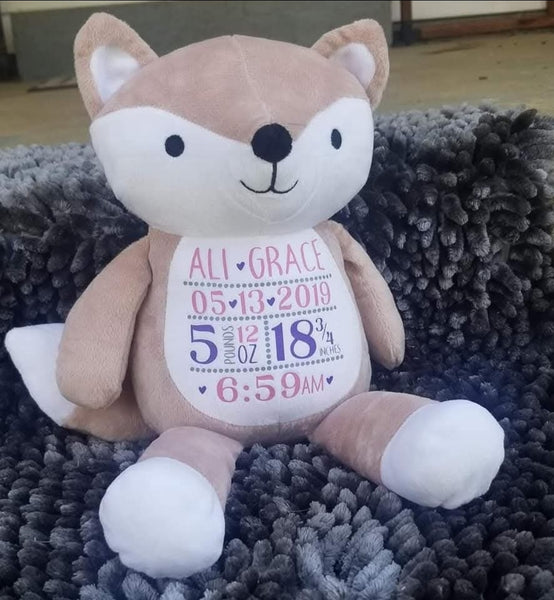 ALI ♥ GRACE
05♥13♥2019
5 POUNDS 12 OZ 18 3/4 INCHES
♥ 6:59AM ♥